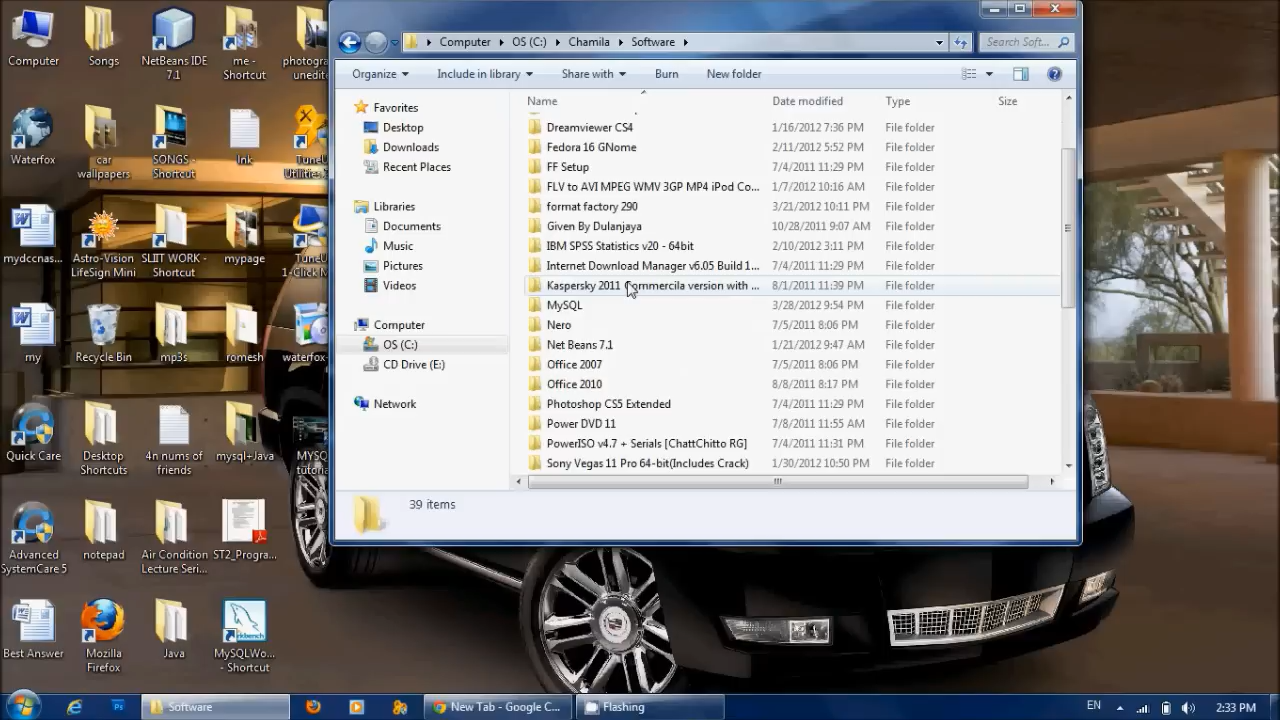 Computer
Songs
NetBeans IDE
7.1
me -
Shortcut
photogra
unedit
Waterfox
car
wallpapers
SONGS -
Shortcut
lnk
TuneU
Utilities
mydccnas...
Astro-Vision
LifeSign Mini
SLIIT WORK -
Shortcut
mypage
TuneU
1-Click M
my
Recycle Bin
mp3s
romesh
waterfox-
Quick Care
Desktop
Shortcuts
4n nums of
friends
mysql+Java
MYSQ
tutoria
Advanced
SystemCare 5
notepad
Air Condition
Lecture Seri...
ST2_Progra...
Best Answer
Mozilla
Firefox
Java
MySQLWo...
- Shortcut
Computer
OS (C:)
Chamila
Software
Search Soft...
Organize
Include in library
Share with
Burn
New folder
Favorites
Desktop
Downloads
Recent Places
Libraries
Documents
Music
Pictures
Videos
Computer
OS (C:)
CD Drive (E:)
Network
Name Date modified Type Size
Dreamviewer CS4 1/16/2012 7:36 PM File folder
Fedora 16 GNome 2/11/2012 5:52 PM File folder
FF Setup 7/4/2011 11:29 PM File folder
FLV to AVI MPEG WMV 3GP MP4 iPod Co... 1/7/2012 10:16 AM File folder
format factory 290 3/21/2012 10:11 PM File folder
Given By Dulanjaya 10/28/2011 9:07 AM File folder
IBM SPSS Statistics v20 - 64bit 2/10/2012 3:11 PM File folder
Internet Download Manager v6.05 Build 1... 7/4/2011 11:29 PM File folder
Kaspersky 2011 Commercila version with ... 8/1/2011 11:39 PM File folder
MySQL 3/28/2012 9:54 PM File folder
Nero 7/5/2011 8:06 PM File folder
Net Beans 7.1 1/21/2012 9:47 AM File folder
Office 2007 7/5/2011 8:06 PM File folder
Office 2010 8/8/2011 8:17 PM File folder
Photoshop CS5 Extended 7/4/2011 11:29 PM File folder
Power DVD 11 7/8/2011 11:55 AM File folder
PowerISO v4.7 + Serials [ChattChitto RG] 7/4/2011 11:31 PM File folder
Sony Vegas 11 Pro 64-bit(Includes Crack) 1/30/2012 10:50 PM File folder
39 items
Software
New Tab - Google C...
Flashing
EN
2:33 PM